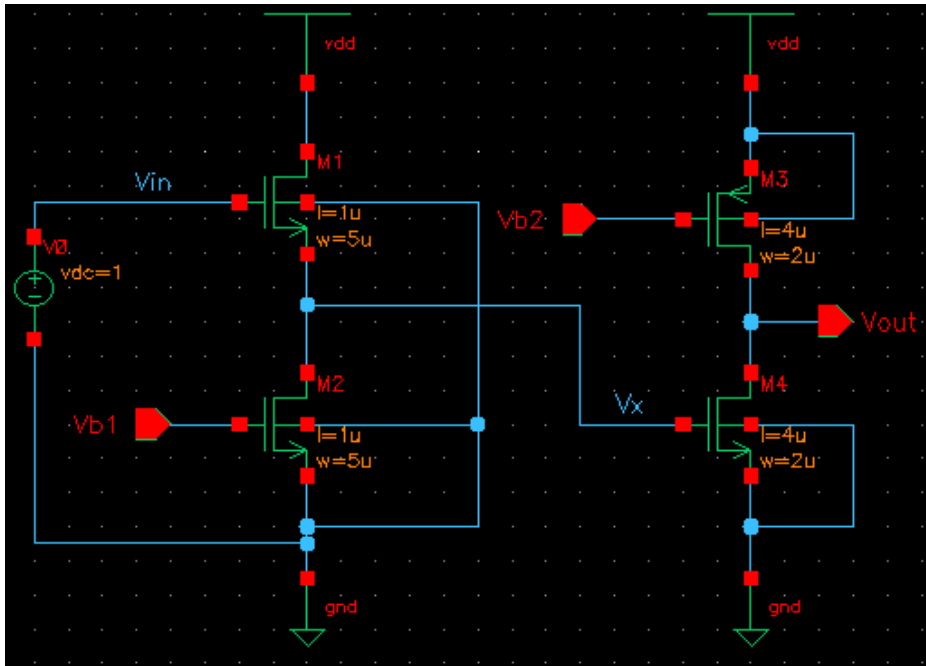 vdd
vdd
M1
M3
Vin
l=1u
w=5u
Vb2
l=4u
w=2u
V0
vdc=1
Vout
M2
M4
Vb1
Vx
l=1u
w=5u
l=4u
w=2u
gnd
gnd